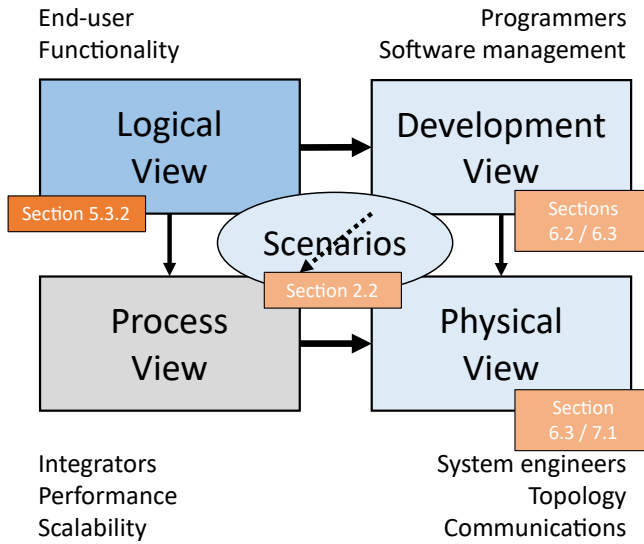 End-user
Functionality
Programmers
Software management
Logical
View
Development
View
Section 5.3.2
Sections
6.2 / 6.3
Scenarios
Section 2.2
Process
View
Physical
View
Section
6.3 / 7.1
Integrators
Performance
Scalability
System engineers
Topology
Communications